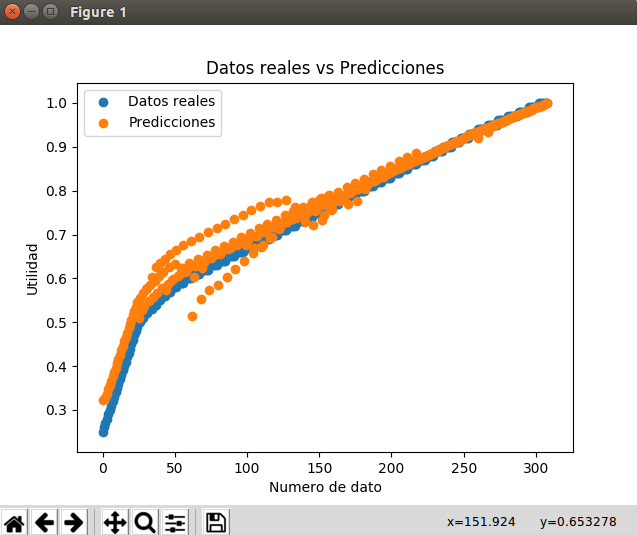 Figure 1
Datos reales vs Predicciones
Datos reales
Predicciones
1.0
0.9
0.8
0.7
0.6
0.5
0.4
0.3
Utilidad
0 50 100 150 200 250 300
Numero de dato
x=151.924 y=0.653278